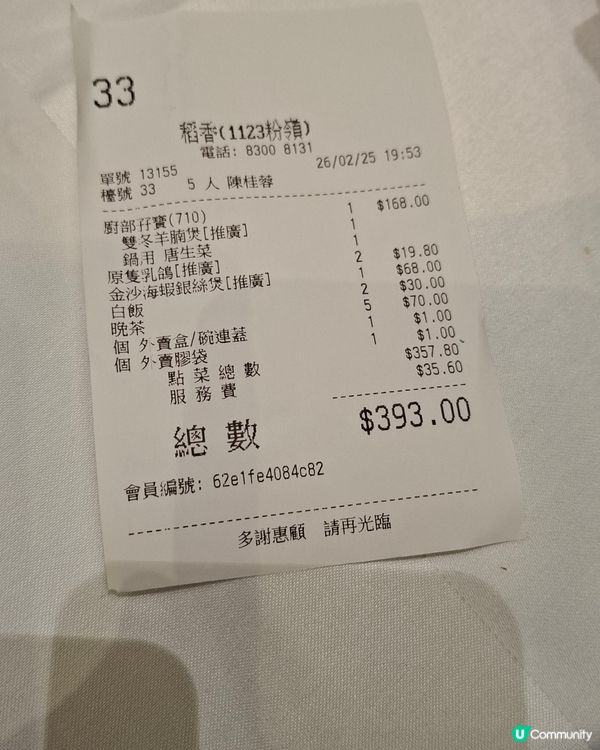 33
稻香(1123粉嶺)
電話: 8300 8131
單號 13155 26/02/25 19:53
檯號 33 5 人 陳桂蓉
廚部孖寶(710) 1 $168.00
雙冬羊腩煲[推廣] 1
鍋用 唐生菜 1
原隻乳鴿[推廣] 2 $19.80
金沙海蝦銀絲煲[推廣] 1 $68.00
白飯 2 $30.00
晚茶 5 $70.00
個 外賣盒/碗連蓋 1 $1.00
個 外賣膠袋 1 $1.00
點 菜 總 數 $357.80
服 務 費 $35.60
總 數 $393.00
會員編號: 62e1fe4084c82
多謝惠顧 請再光臨
U Community